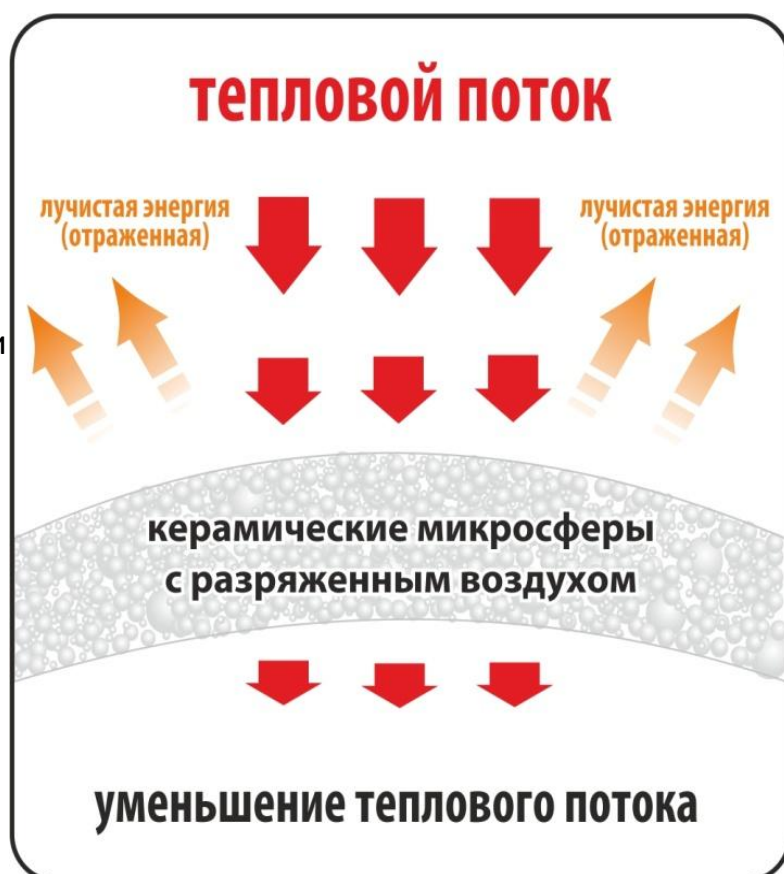 тепловой поток
лучистая энергия
(отраженная)
лучистая энергия
(отраженная)
и
керамические микросферы
с разряженным воздухом
уменьшение теплового потока